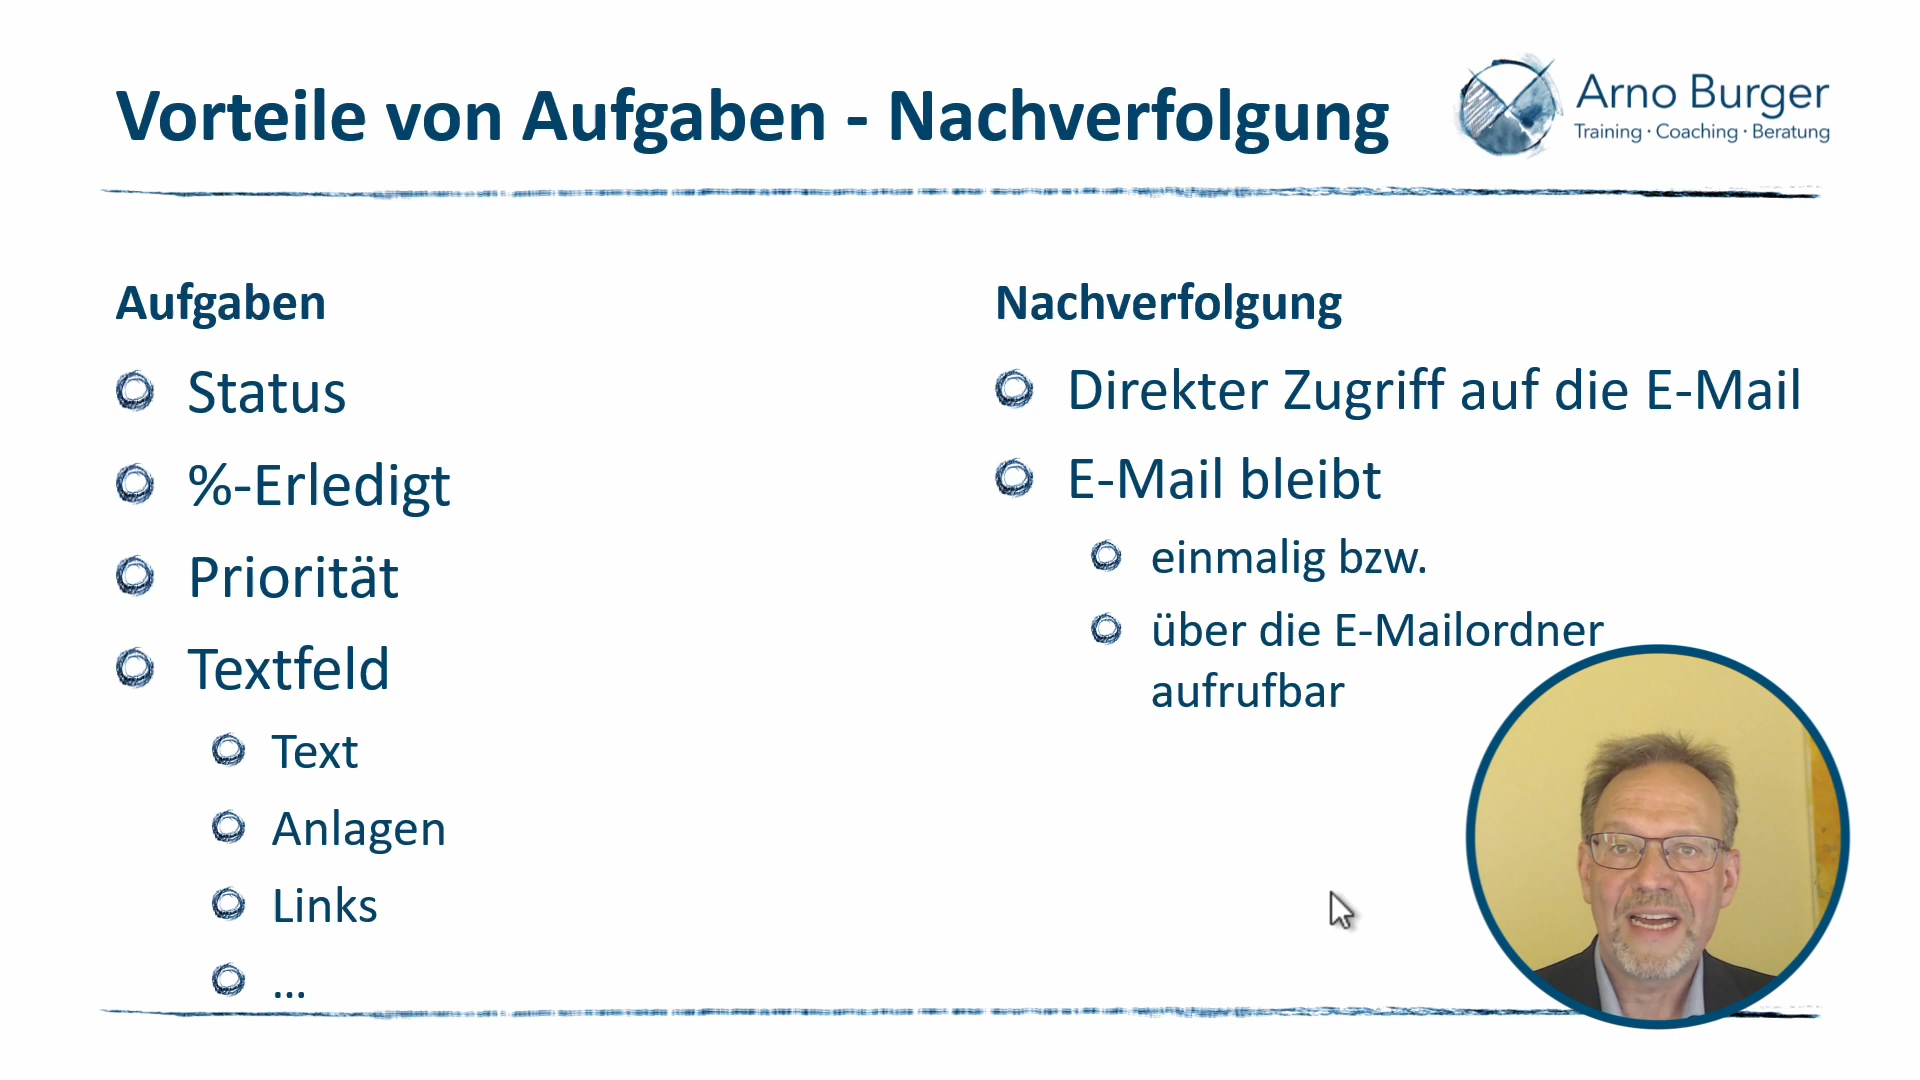 Vorteile von Aufgaben - Nachverfolgung
Arno Burger
Training · Coaching · Beratung
Aufgaben
Status
%-Erledigt
Priorität
Textfeld
Text
Anlagen
Links
...
Nachverfolgung
Direkter Zugriff auf die E-Mail
E-Mail bleibt
einmalig bzw.
über die E-Mailordner
aufrufbar